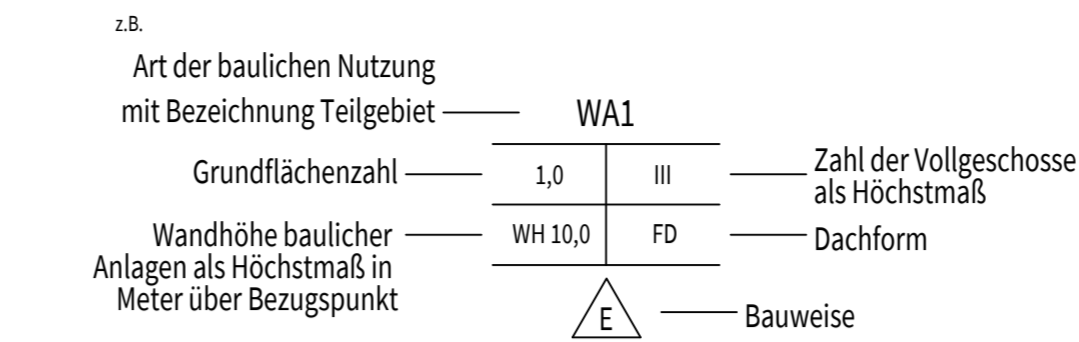 z.B.
Art der baulichen Nutzung
mit Bezeichnung Teilgebiet
WA1
Grundflächenzahl
1,0
III
Zahl der Vollgeschosse
als Höchstmaß
Wandhöhe baulicher
Anlagen als Höchstmaß in
Meter über Bezugspunkt
WH 10,0
FD
Dachform
E
Bauweise